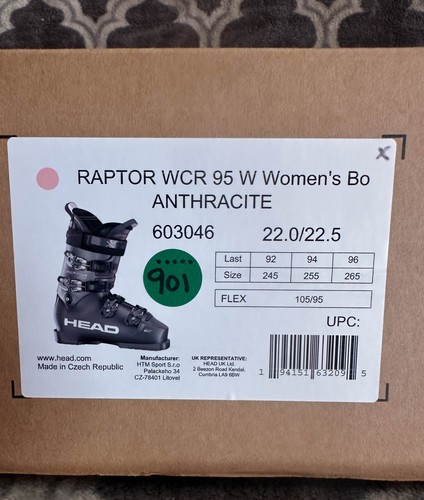 X
RAPTOR WCR 95 W Women's Bo
ANTHRACITE
603046
22.0/22.5
901
Last 92 94 96
Size 245 255 265
FLEX 105/95
HEAD
UPC:
www.head.com
Made in Czech Republic
Manufacturer:
HTM Sport S.r.o
Palackeho 34
CZ-78401 Litovel
UK REPRESENTATIVE:
HEAD UK Ltd.
2 Beezon Road Kendal,
Cumbria LA9 6BW
1 94151 63209 5